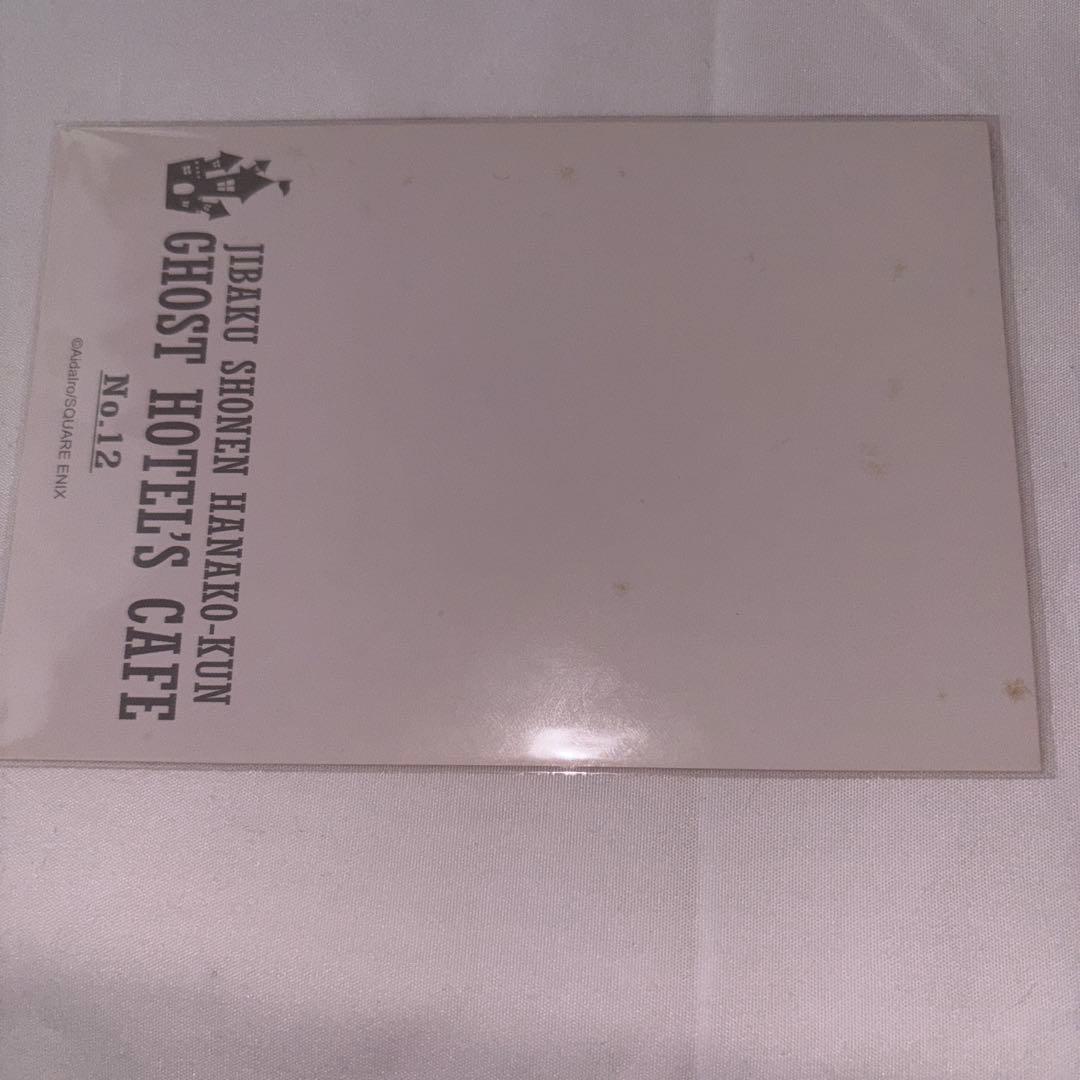 JIBAKU SHONEN HANAKO-KUN
GHOST HOTEL'S CAFE
No.12
©AidaIro/SQUARE ENIX